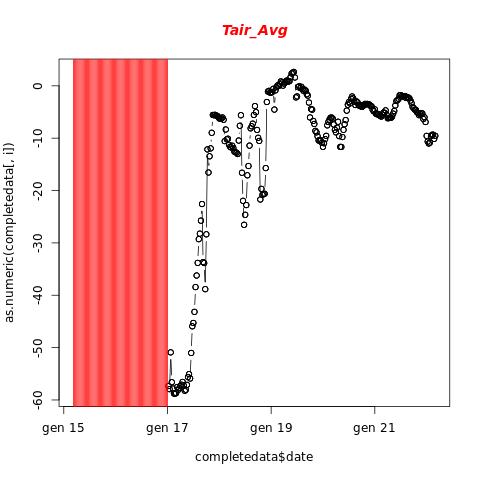 Tair_Avg
as.numeric(completedata[, i])
0
-10
-20
-30
-40
-50
-60
gen 15
gen 17
gen 19
gen 21
completedata$date